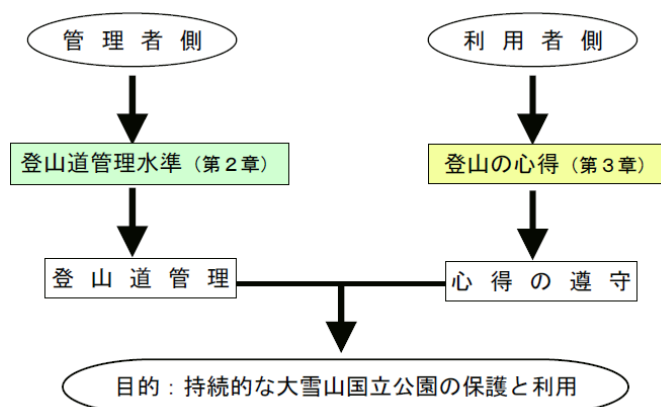 管理者側
利用者側
登山道管理水準（第２章）
登山の心得（第３章）
登山道管理
心得の遵守
目的：持続的な大雪山国立公園の保護と利用